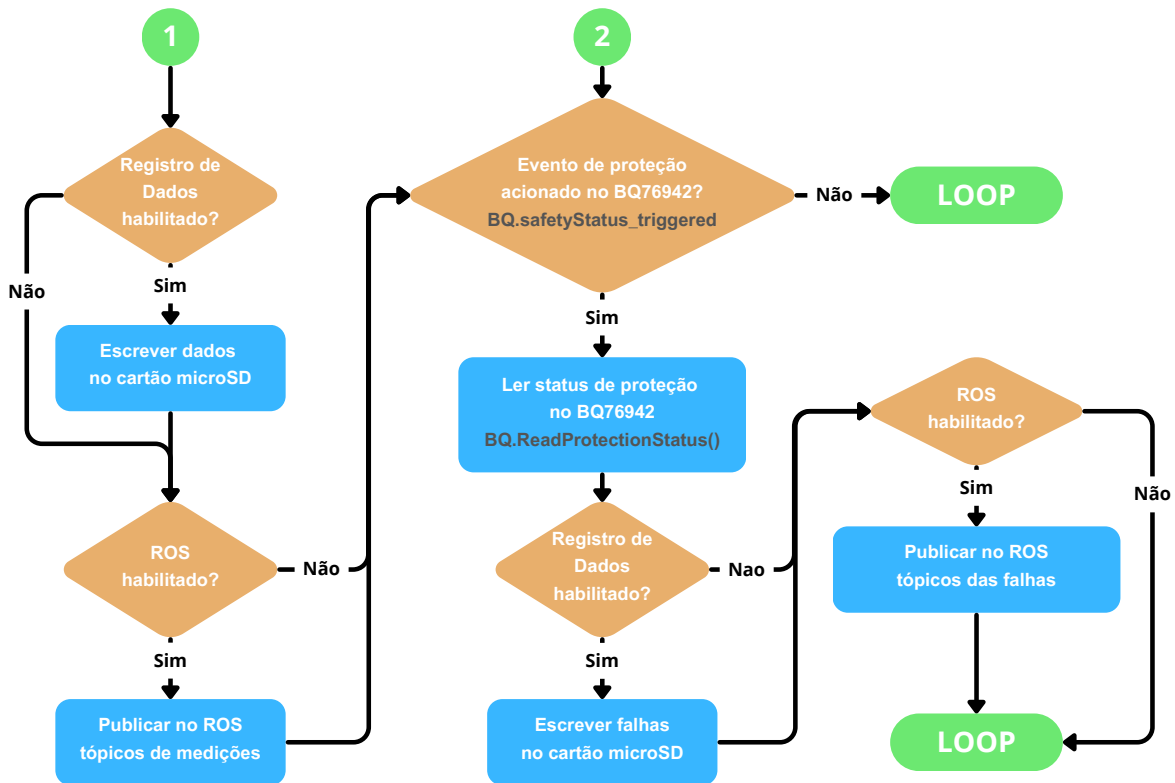 1
Registro de
Dados
habilitado?
Não
Sim
Escrever dados
no cartão microSD
ROS
habilitado?
Não
Sim
Publicar no ROS
tópicos de medições
2
Evento de proteção
acionado no BQ76942?
BQ.safetyStatus_triggered
Não
LOOP
Sim
Ler status de proteção
no BQ76942
BQ.ReadProtectionStatus()
Registro de
Dados
habilitado?
Nao
Sim
Escrever falhas
no cartão microSD
ROS
habilitado?
Sim
Não
Publicar no ROS
tópicos das falhas
LOOP